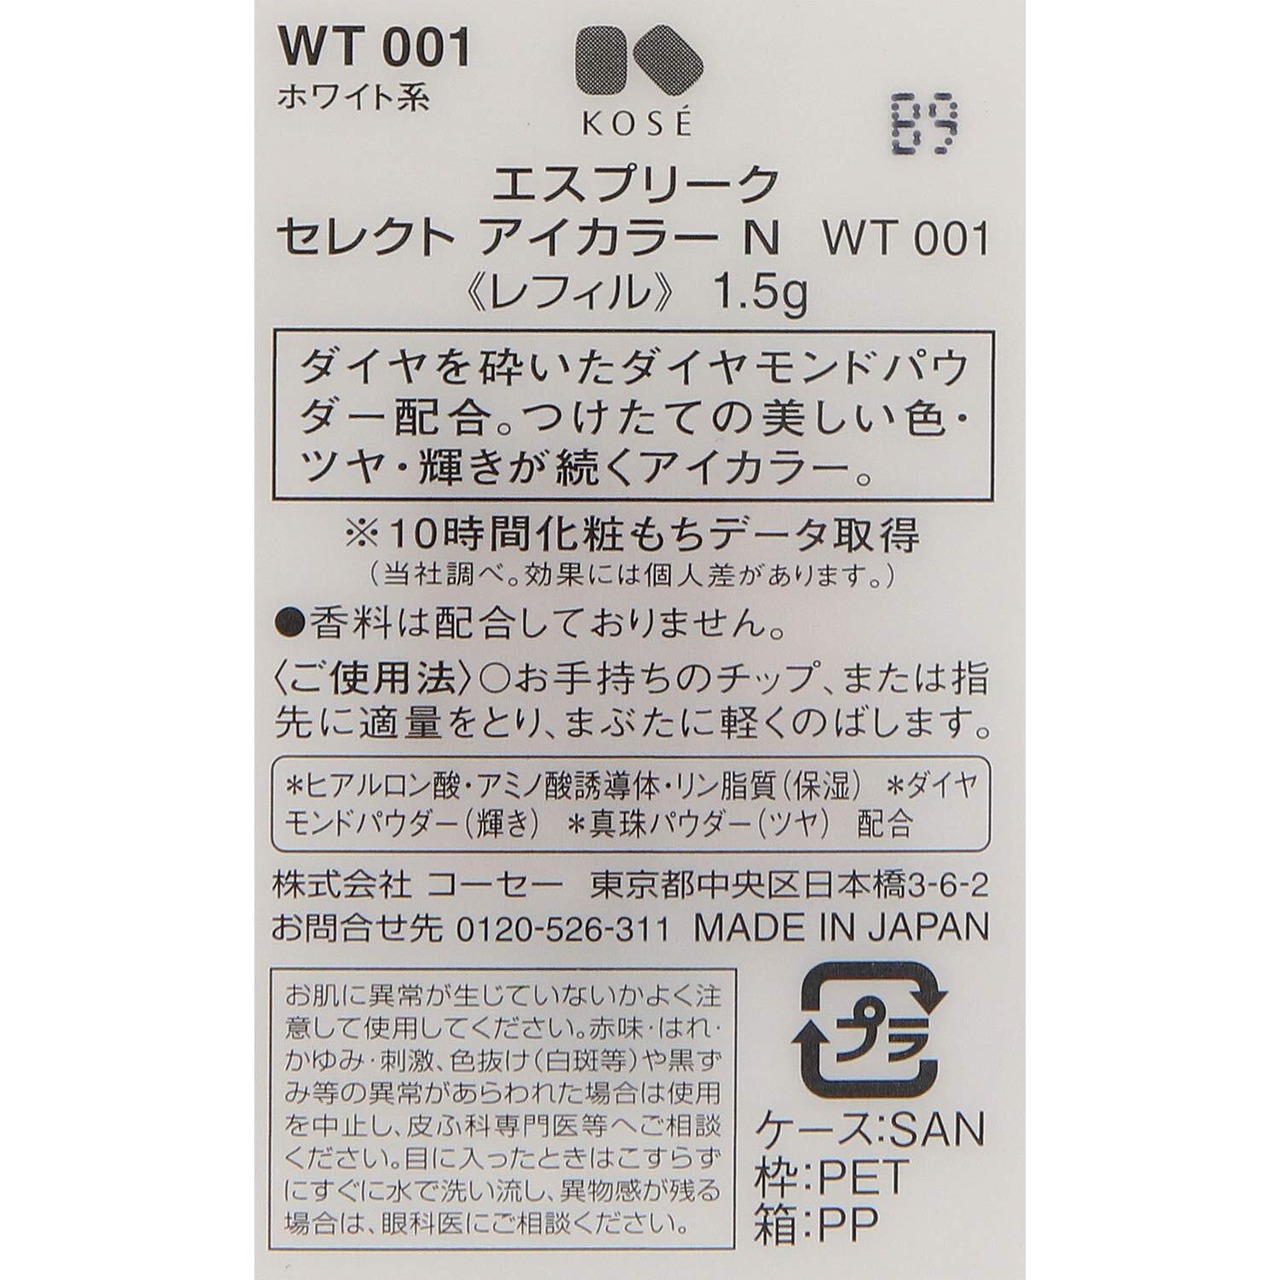 WT 001
ホワイト系
KOSÉ
B9
エスプリーク
セレクト アイカラー N WT 001
《レフィル》 1.5g
ダイヤを砕いたダイヤモンドパウ
ダー配合。つけたての美しい色・
ツヤ・輝きが続くアイカラー。
※10時間化粧もちデータ取得
(当社調べ。効果には個人差があります。)
●香料は配合しておりません。
〈ご使用法〉○お手持ちのチップ、または指
先に適量をとり、まぶたに軽くのばします。
*ヒアルロン酸・アミノ酸誘導体・リン脂質(保湿) *ダイヤ
モンドパウダー(輝き) *真珠パウダー(ツヤ) 配合
株式会社 コーセー 東京都中央区日本橋3-6-2
お問合せ先 0120-526-311 MADE IN JAPAN
お肌に異常が生じていないかよく注
意して使用してください。赤味・はれ・
かゆみ・刺激、色抜け(白斑等)や黒ず
み等の異常があらわれた場合は使用
を中止し、皮ふ科専門医等へご相談
ください。目に入ったときはこすらず
にすぐに水で洗い流し、異物感が残る
場合は、眼科医にご相談ください。
プラ
ケース:SAN
枠:PET
箱:PP